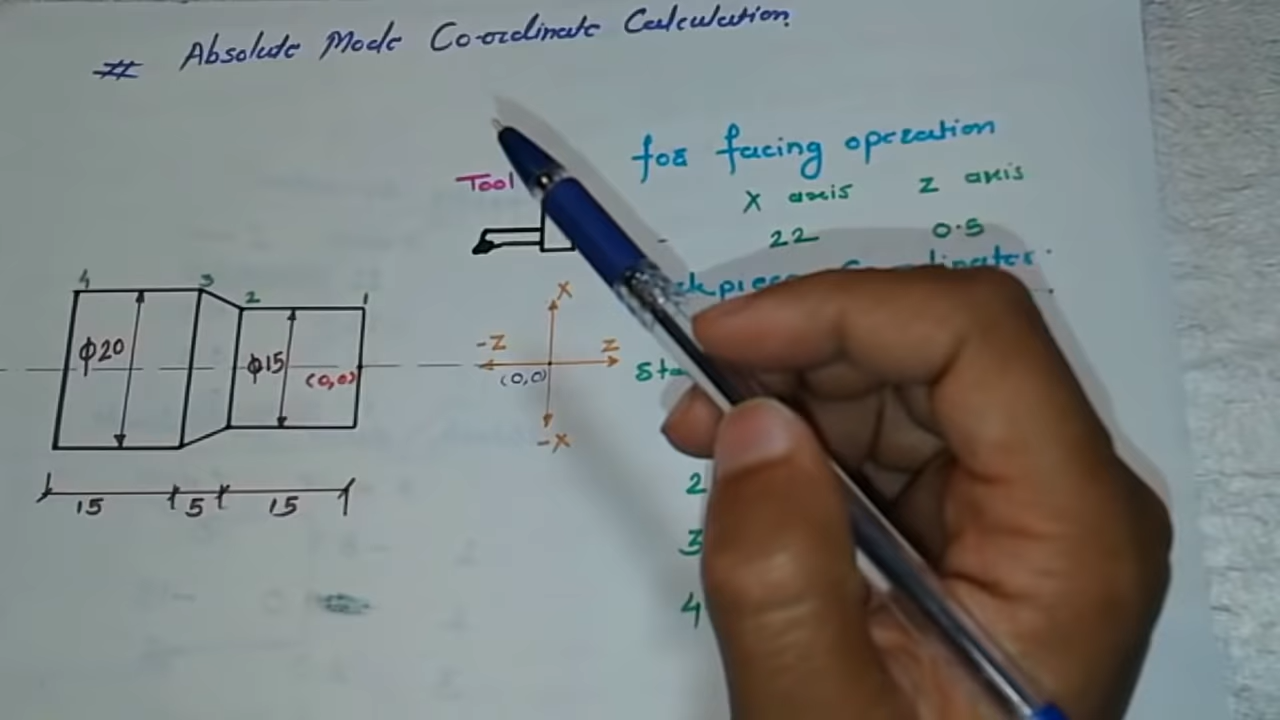 # Absolute Mode Co-ordinate Calculation.
for facing operation
Tool
X axis Z axis
22 0.5
4 3 2 1
X
-Z Z
(0,0)
-X
φ20 φ15 (0,0)
15 5 15
2
3
4